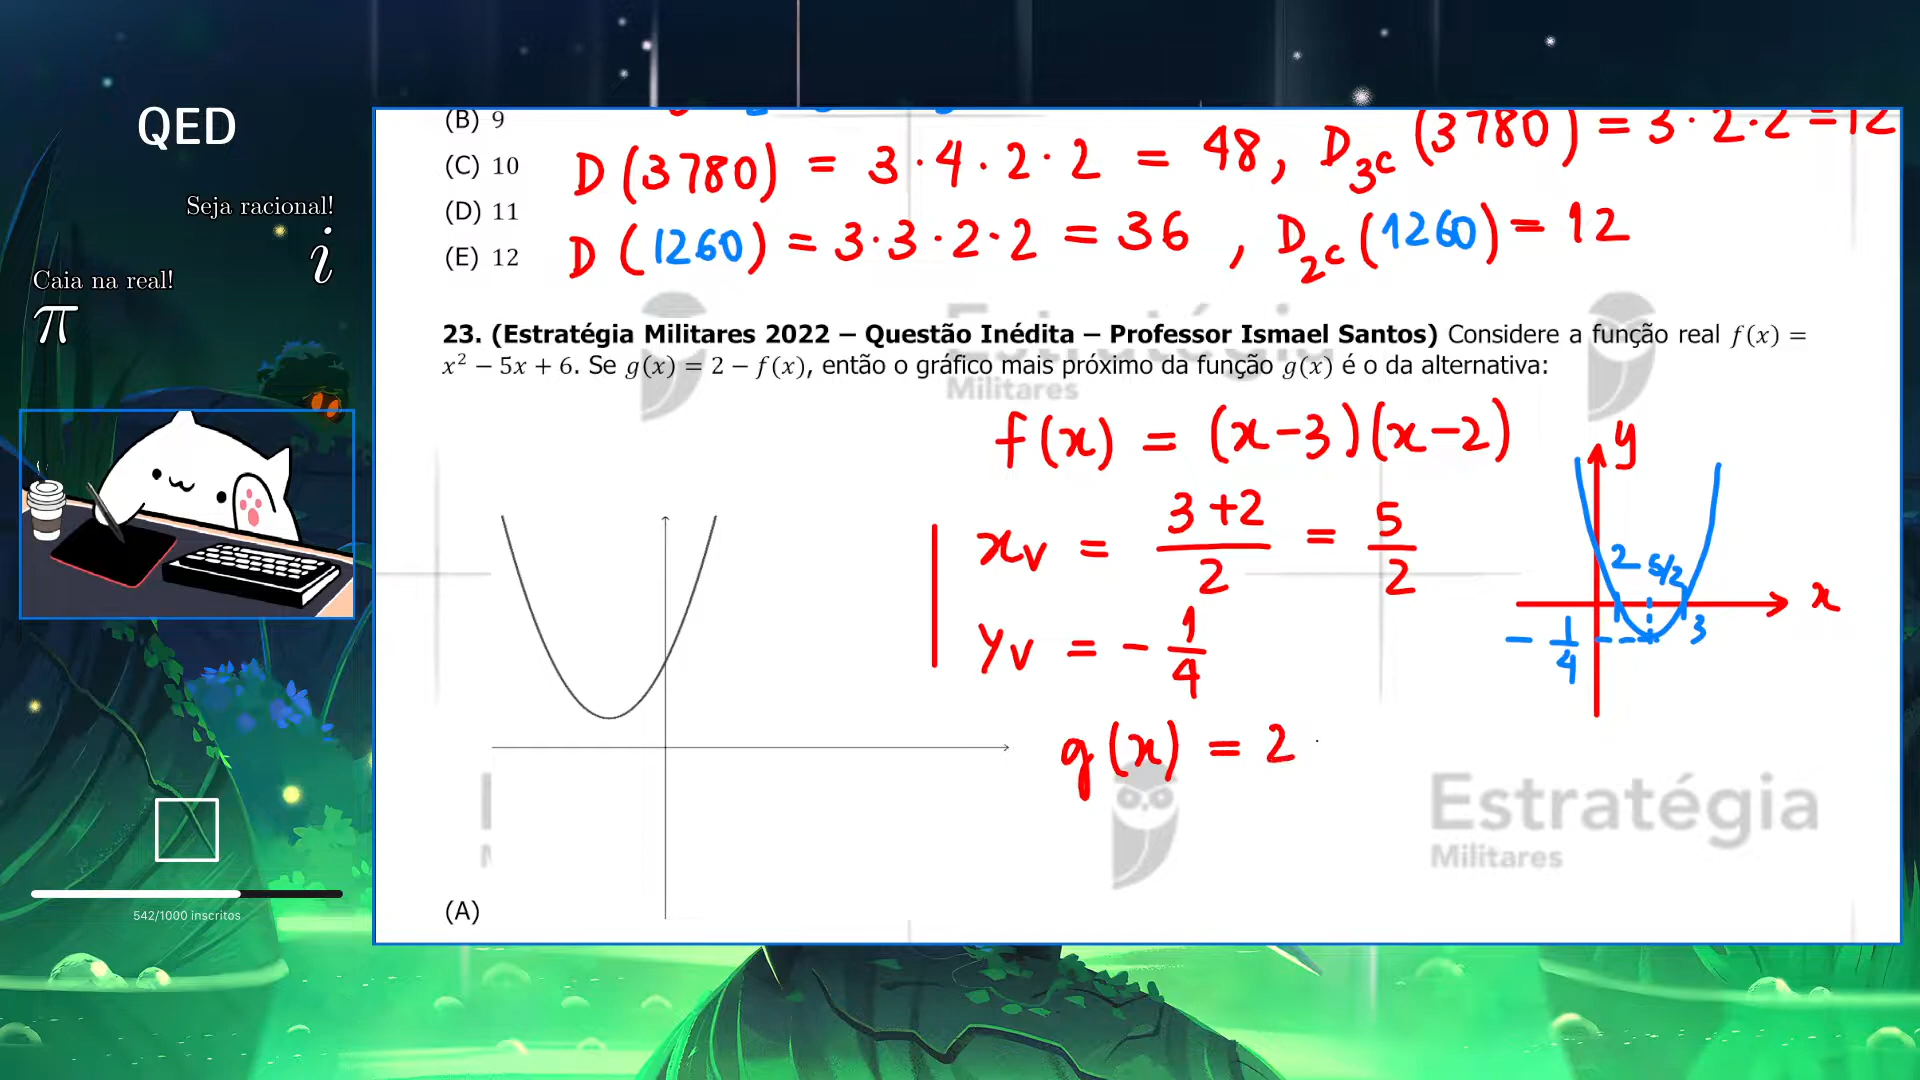 QED
Seja racional!
i
Caia na real!
π
542/1000 inscritos
(B) 9
(C) 10
(D) 11
(E) 12
D(3780) = 3·4·2·2 = 48, D3c(3780) = 3·2·2=12
D(1260) = 3·3·2·2 = 36, D2c(1260) = 12
23. (Estratégia Militares 2022 – Questão Inédita – Professor Ismael Santos) Considere a função real f(x) =
x² − 5x + 6. Se g(x) = 2 − f(x), então o gráfico mais próximo da função g(x) é o da alternativa:
Militares
f(x) = (x−3)(x−2)
xv = 3+2/2 = 5/2
yv = −1/4
g(x) = 2
y
x
2
5/2
3
−1/4
Estratégia
Militares
(A)